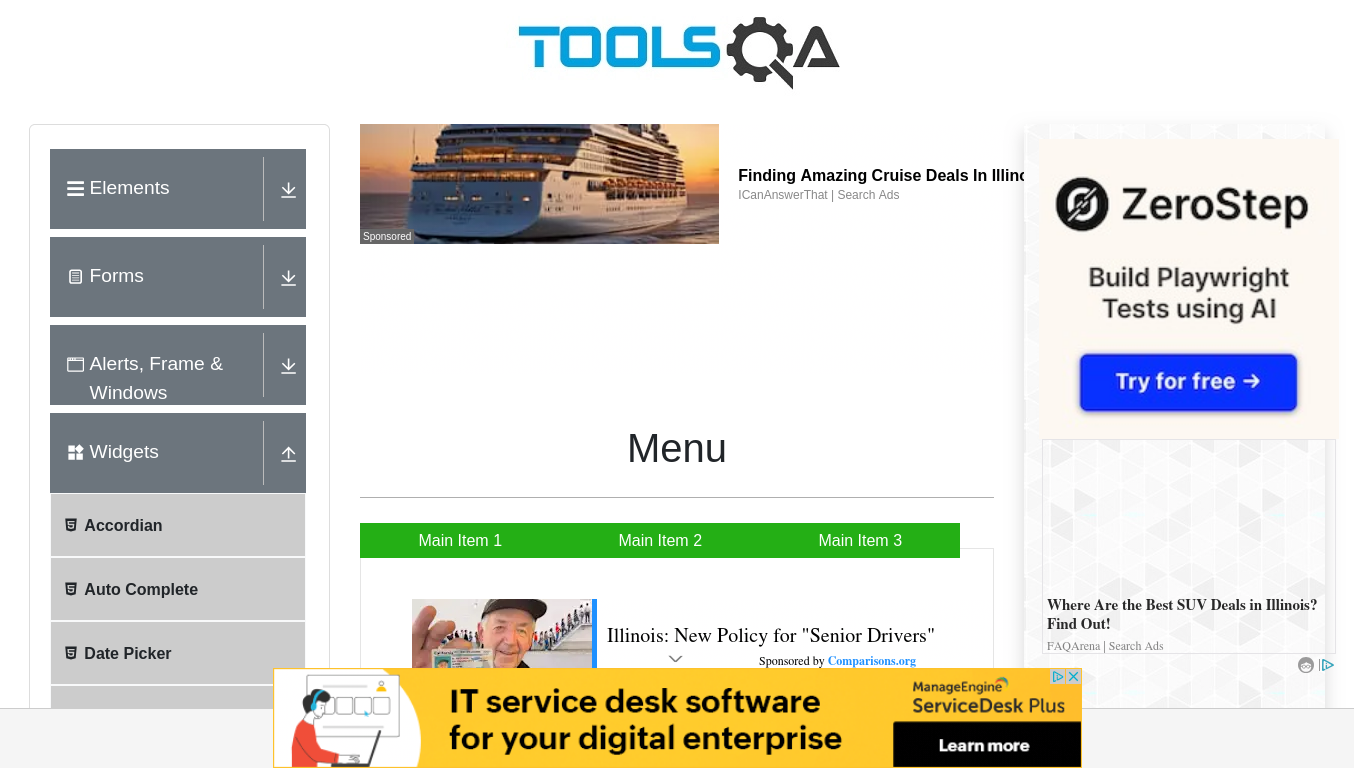 TOOLSQA
Elements
Forms
Alerts, Frame &
Windows
Widgets
Accordian
Auto Complete
Date Picker
Sponsored
Finding Amazing Cruise Deals In Illino
ICanAnswerThat | Search Ads
Menu
Main Item 1
Main Item 2
Main Item 3
Illinois: New Policy for "Senior Drivers"
Sponsored by Comparisons.org
ZeroStep
Build Playwright
Tests using AI
Try for free →
Where Are the Best SUV Deals in Illinois?
Find Out!
FAQArena | Search Ads
IT service desk software
for your digital enterprise
ManageEngine
ServiceDesk Plus
Learn more